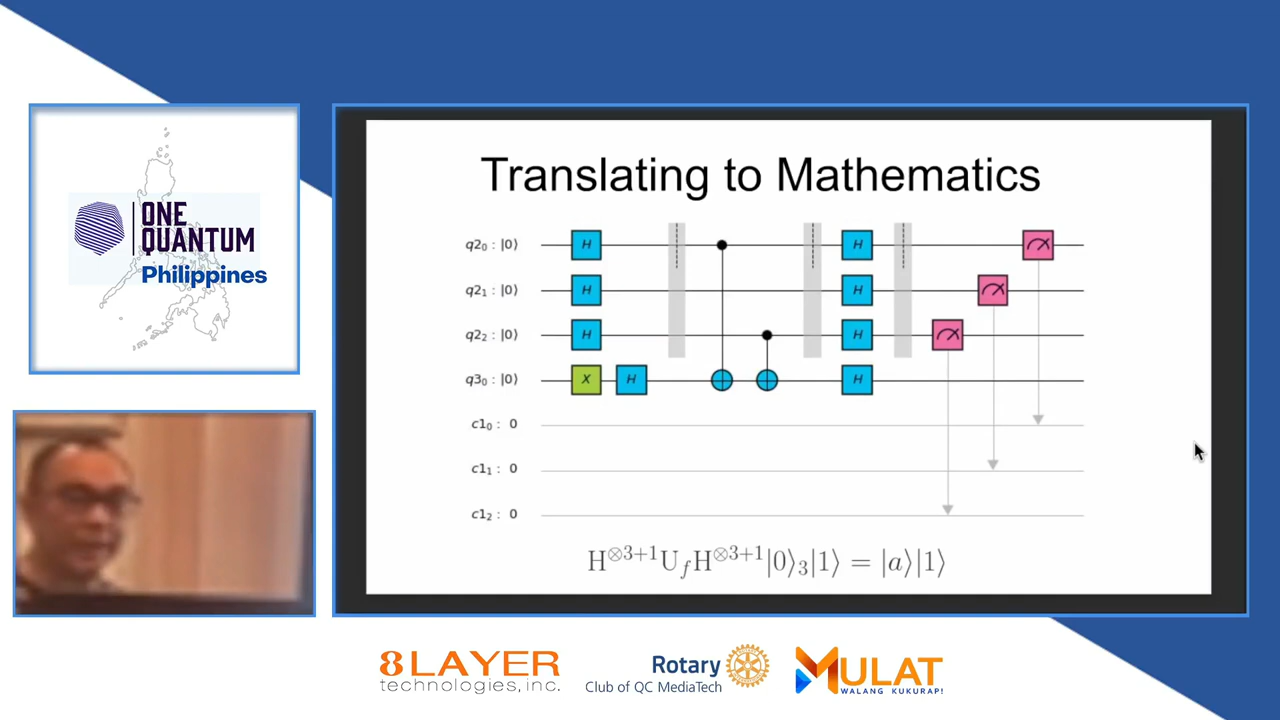 ONE
QUANTUM
Philippines
Translating to Mathematics
q2₀ : |0⟩
H
H
q2₁ : |0⟩
H
H
q2₂ : |0⟩
H
H
q3₀ : |0⟩
X
H
H
c1₀ : 0
c1₁ : 0
c1₂ : 0
H⊗3+1U_fH⊗3+1|0⟩₃|1⟩ = |a⟩|1⟩
8LAYER
technologies, inc.
Rotary
Club of QC MediaTech
MULAT
WALANG KUKURAP!